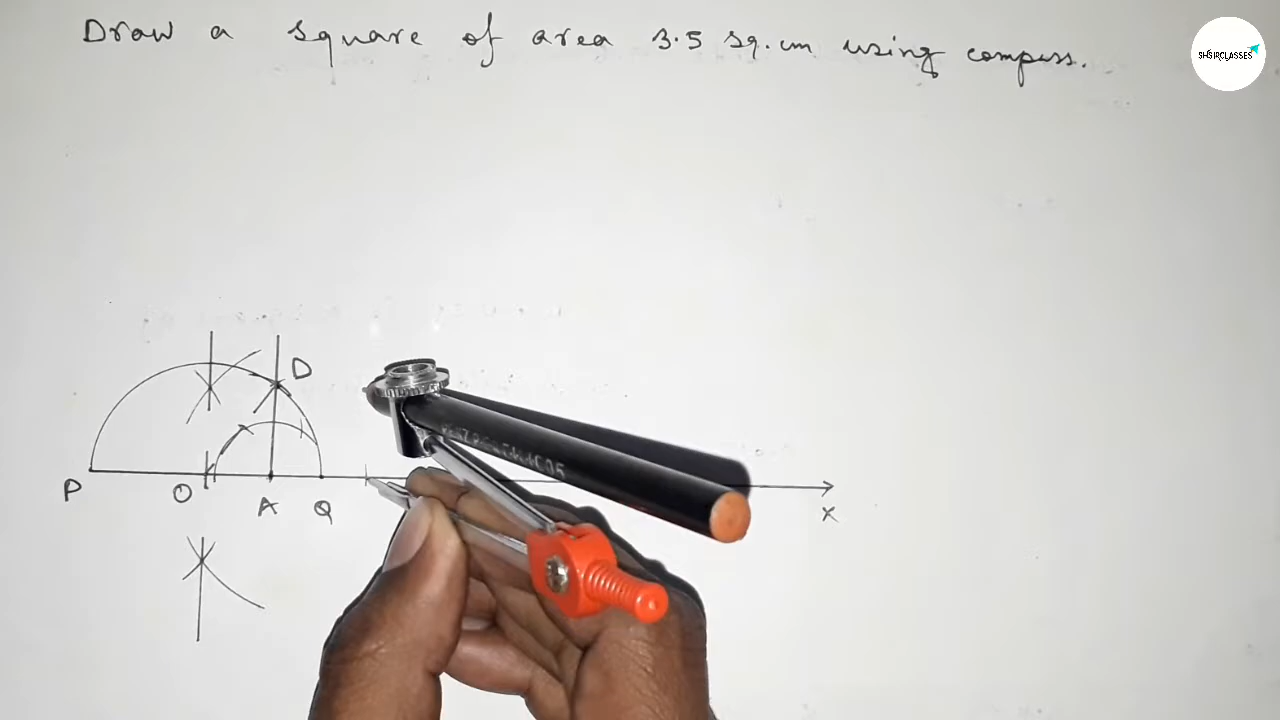 Draw a square of area 3.5 sq.cm using compass.
SHSIRCLASSES
D
P O A Q X